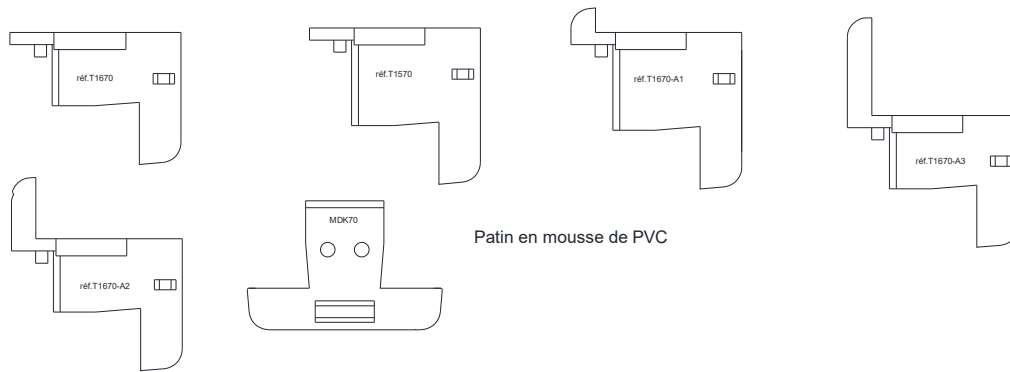 réf.T1670
réf.T1570
réf.T1670-A1
réf.T1670-A3
réf.T1670-A2
MDK70
Patin en mousse de PVC